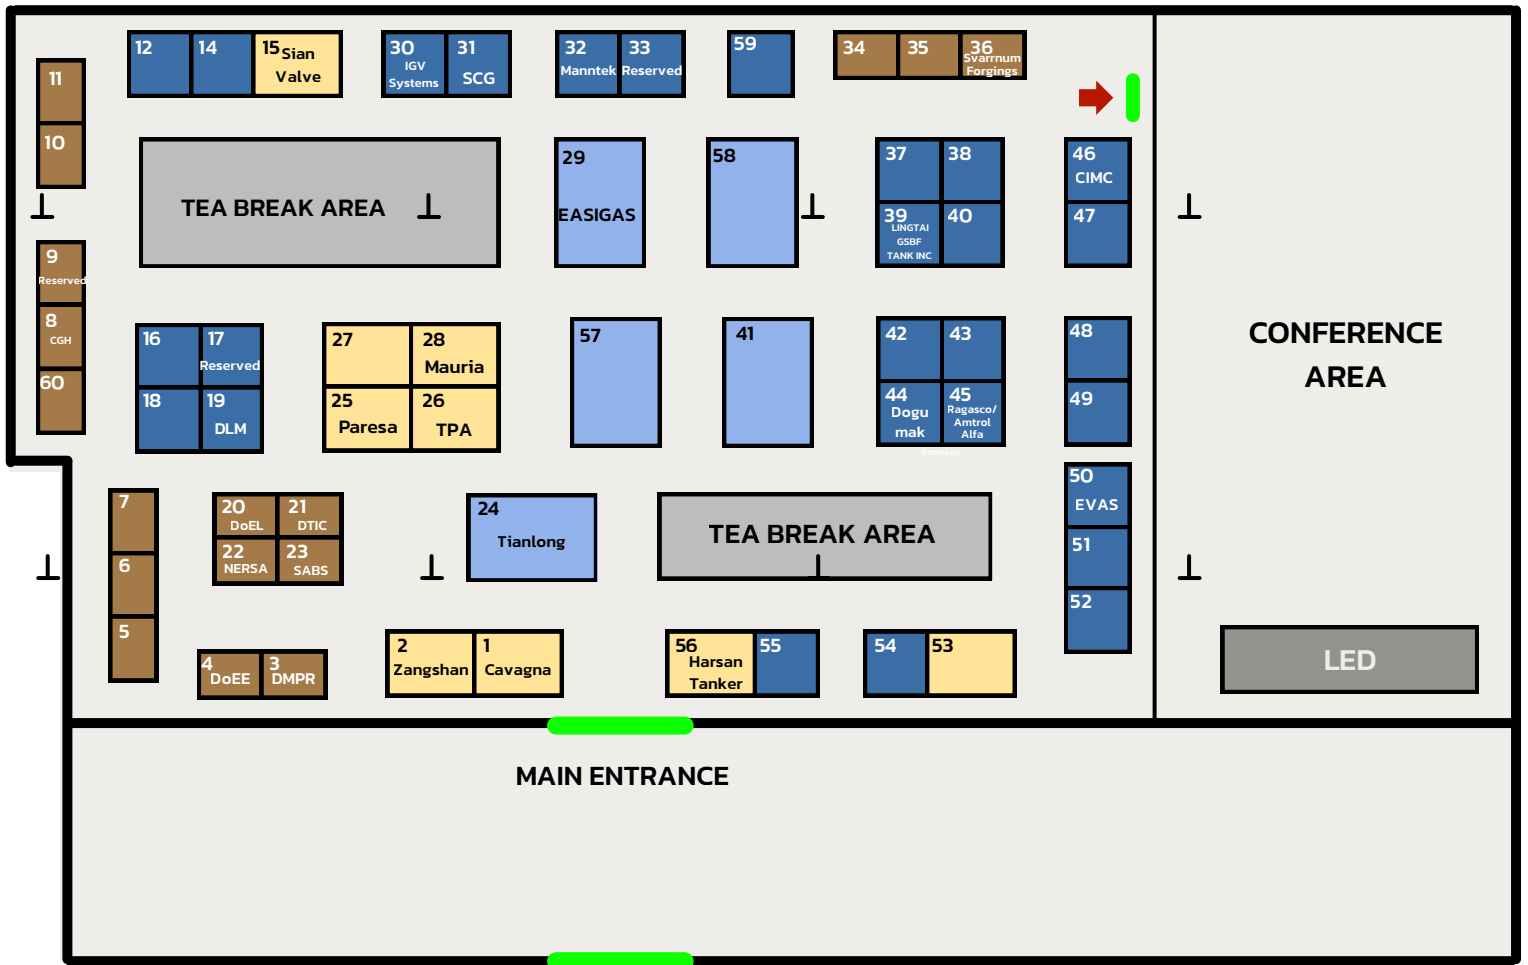 12
14
15 Sian
Valve
30
IGV
Systems
31
SCG
32
Manntek
33
Reserved
59
34
35
36
Svarrnum
Forgings
11
10
TEA BREAK AREA
29
EASIGAS
58
37
38
39
LINGTAI
GSBF
TANK INC
40
46
CIMC
47
9
Reserved
8
CGH
60
16
17
Reserved
18
19
DLM
27
28
Mauria
25
Paresa
26
TPA
57
41
42
43
44
Dogu
mak
45
Ragasco/
Amtrol
Alfa
Reserved
48
49
CONFERENCE
AREA
7
6
5
20
DoEL
21
DTIC
22
NERSA
23
SABS
24
Tianlong
TEA BREAK AREA
50
EVAS
51
52
4
DoEE
3
DMPR
2
Zangshan
1
Cavagna
56
Harsan
Tanker
55
54
53
LED
MAIN ENTRANCE